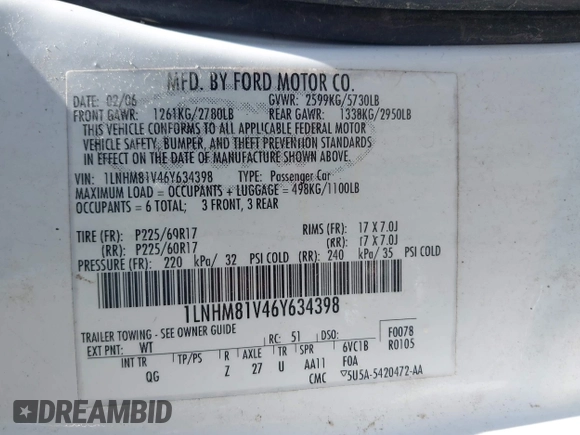 MFD. BY FORD MOTOR CO.
02/06 GVWR: 2599KG/5730LB
FRONT GAWR: 1261KG/2780LB REAR GAWR: 1338KG/2950LB
THIS VEHICLE CONFORMS TO ALL APPLICABLE FEDERAL MOTOR
VEHICLE SAFETY, BUMPER, AND THEFT PREVENTION STANDARDS
IN EFFECT ON THE DATE OF MANUFACTURE SHOWN ABOVE.
VIN: 1LNHM81V46Y634398 TYPE: Passenger Car
MAXIMUM LOAD = OCCUPANTS + LUGGAGE = 498KG/1100LB
OCCUPANTS = 6 TOTAL; 3 FRONT, 3 REAR
TIRE (FR): P225/60R17 RIMS (FR): 17 X 7.0J
(RR): P225/60R17 (RR): 17 X 7.0J
PRESSURE (FR): 220 kPa/ 32 PSI COLD (RR): 240 kPa/ 35 PSI COLD
1LNHM81V46Y634398
TRAILER TOWING - SEE OWNER GUIDE
EXT PNT: WT RC: 51 DSO: F0078
INT TR TP/PS R AXLE TR SPR 6VC1B R0105
QG Z 27 U AA11 FOA
CMC ▽5U5A-5420472-AA
DREAMBID